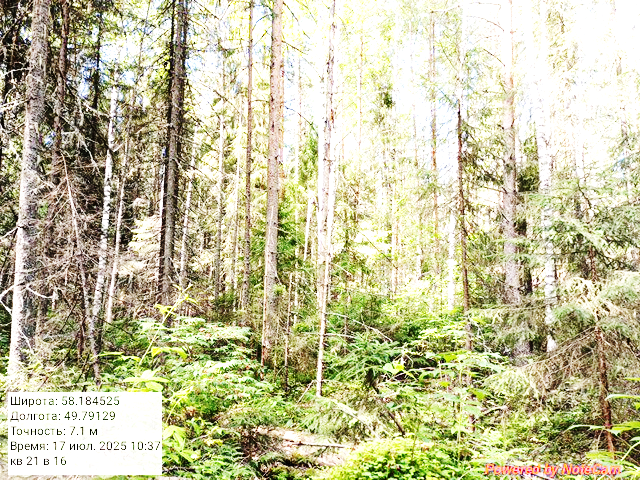 Широта: 58.184525
Долгота: 49.79129
Точность: 7.1 м
Время: 17 июл. 2025 10:37
кв 21 в 16
Powered by NoteCam